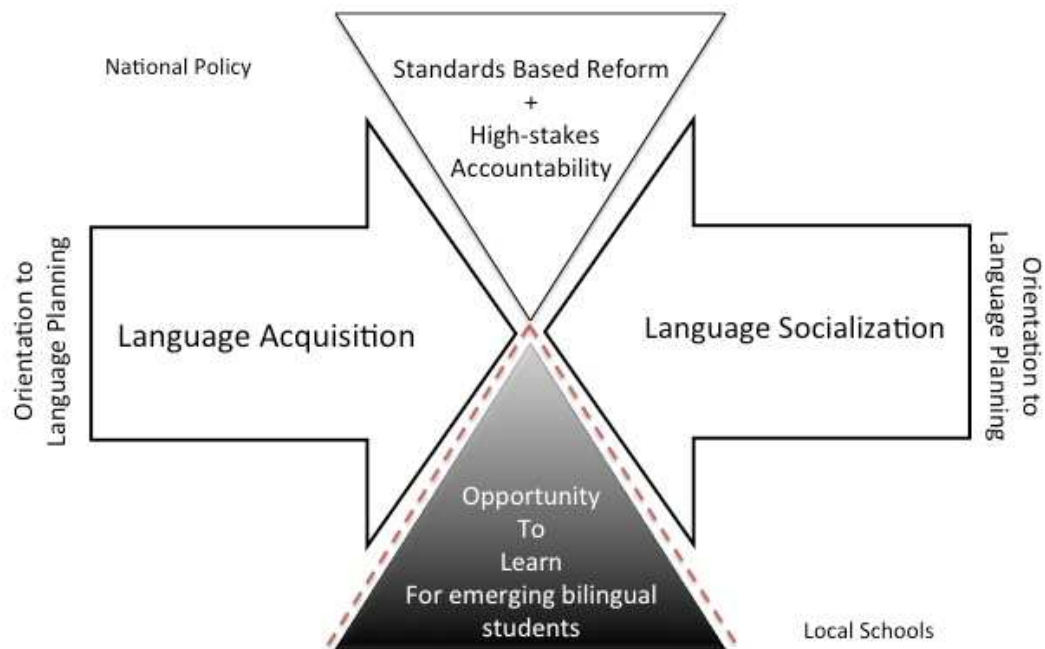 National Policy
Standards Based Reform
+
High-stakes
Accountability
Orientation to
Language Planning
Language Acquisition
Language Socialization
Orientation to
Language Planning
Opportunity
To
Learn
For emerging bilingual
students
Local Schools